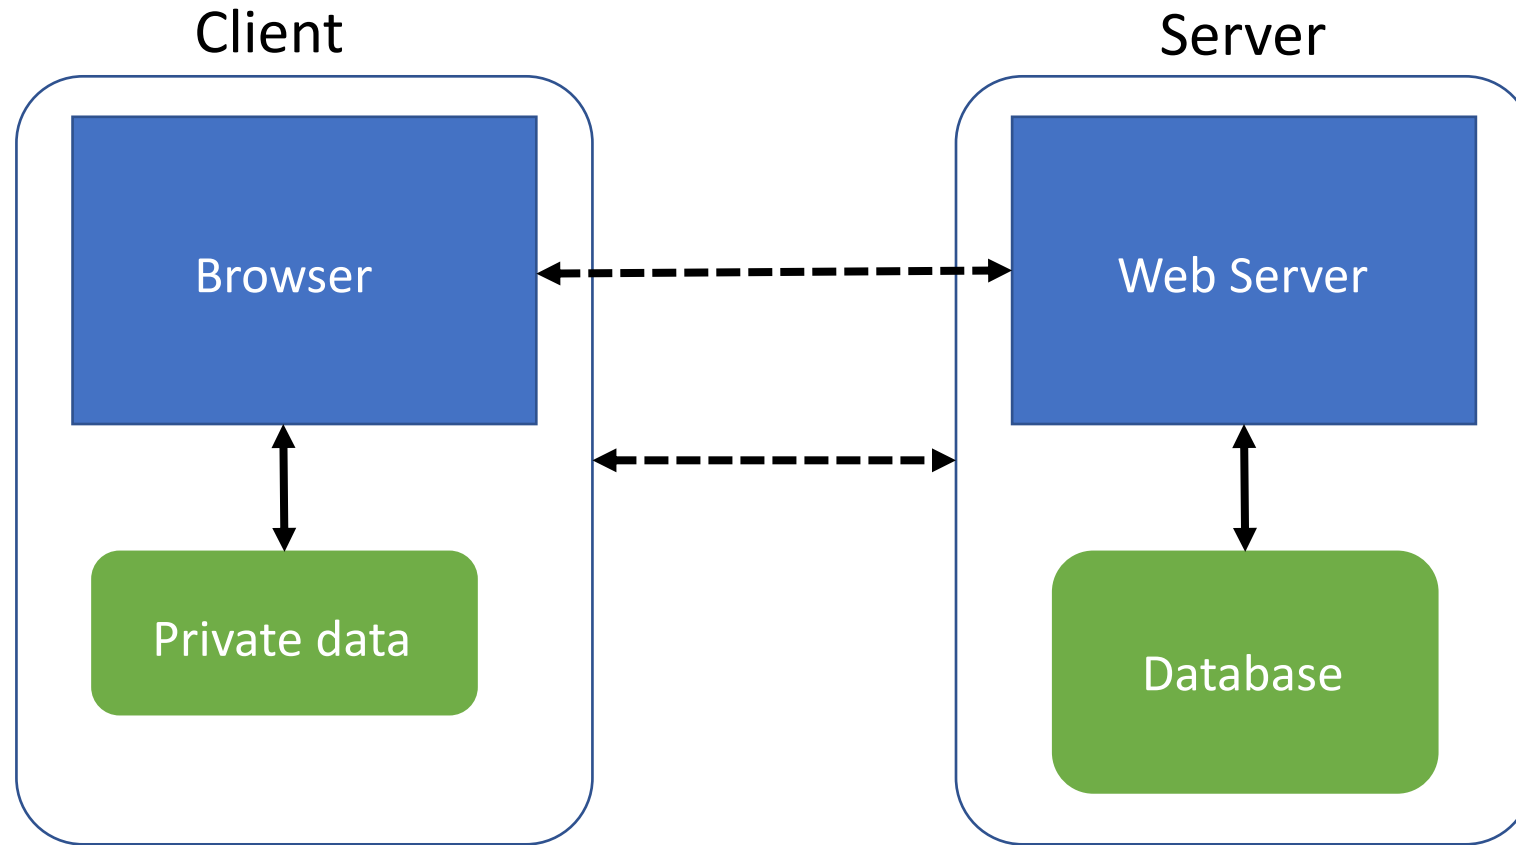 Client
Server
Browser
Web Server
Private data
Database